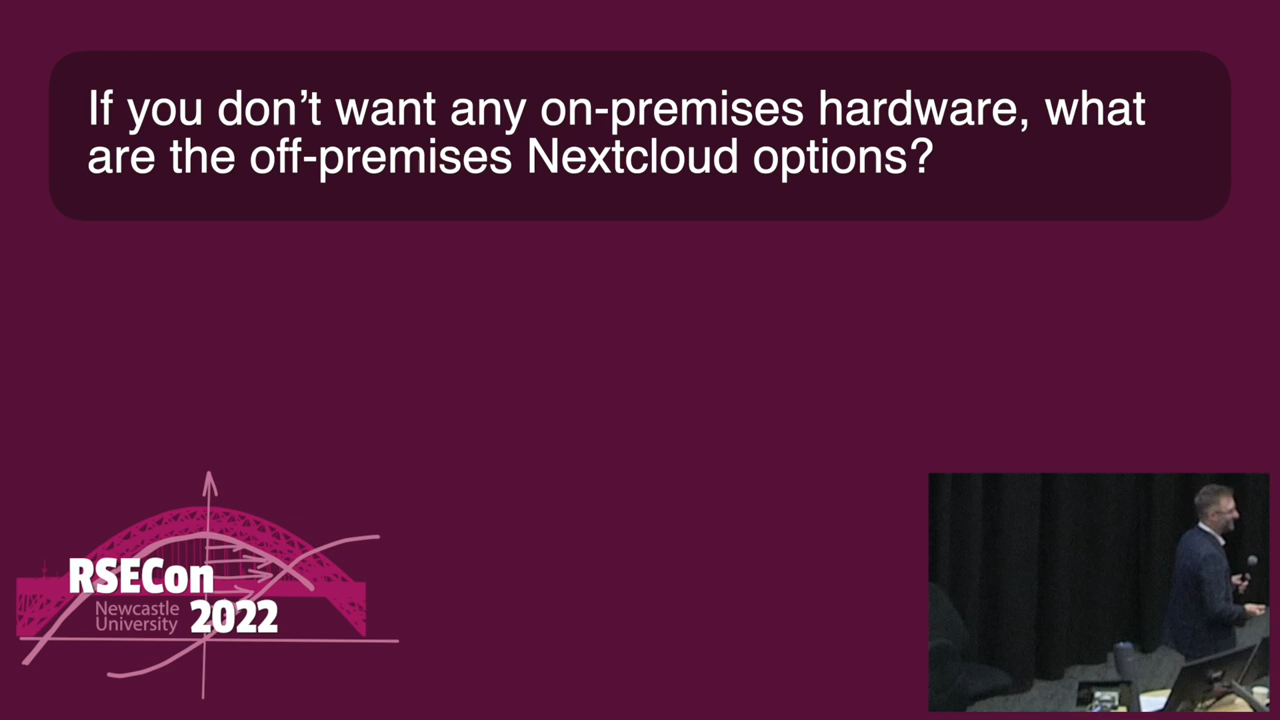 If you don’t want any on-premises hardware, what
are the off-premises Nextcloud options?
RSECon
Newcastle
University
2022